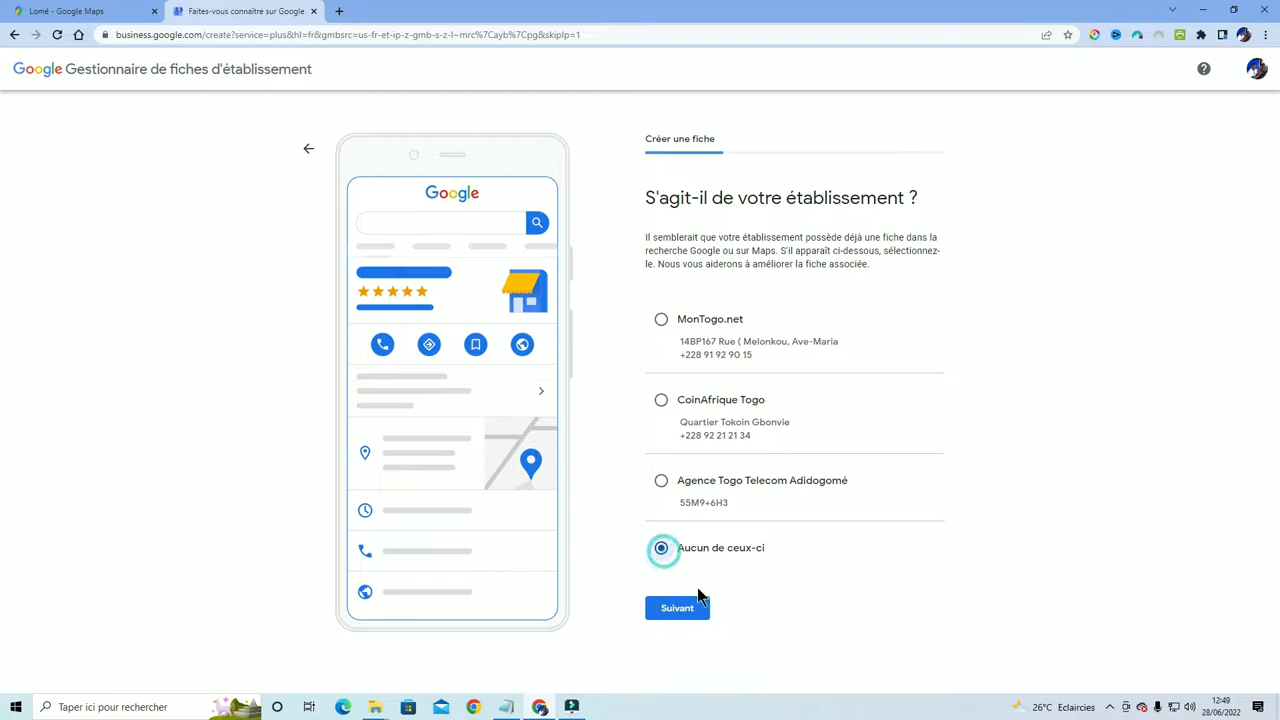 Lomé - Google Maps
Faites-vous connaître sur Google
business.google.com/create?service=plus&hl=fr&gmbsrc=us-fr-et-ip-z-gmb-s-z-l~mrc%7Cayb%7Cpg&skiplp=1
Google Gestionnaire de fiches d'établissement
Google
Créer une fiche
S'agit-il de votre établissement ?
Il semblerait que votre établissement possède déjà une fiche dans la
recherche Google ou sur Maps. S'il apparaît ci-dessous, sélectionnez-
le. Nous vous aiderons à améliorer la fiche associée.
MonTogo.net
14BP167 Rue ( Melonkou, Ave-Maria
+228 91 92 90 15
CoinAfrique Togo
Quartier Tokoin Gbonvie
+228 92 21 21 34
Agence Togo Telecom Adidogomé
55M9+6H3
Aucun de ceux-ci
Suivant
Taper ici pour rechercher
26°C Eclaircies
12:49
28/06/2022